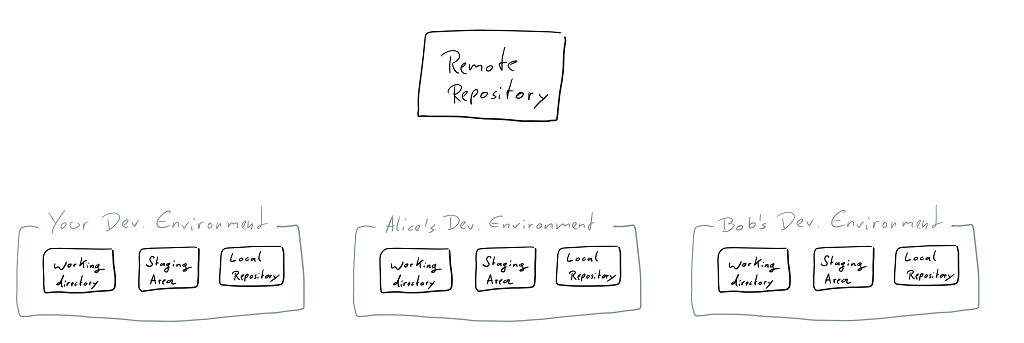 Remote
Repository
Your Dev. Environment
Working
directory
Staging
Area
Local
Repository
Alice's Dev. Environment
Working
directory
Staging
Area
Local
Repository
Bob's Dev. Environment
Working
directory
Staging
Area
Local
Repository